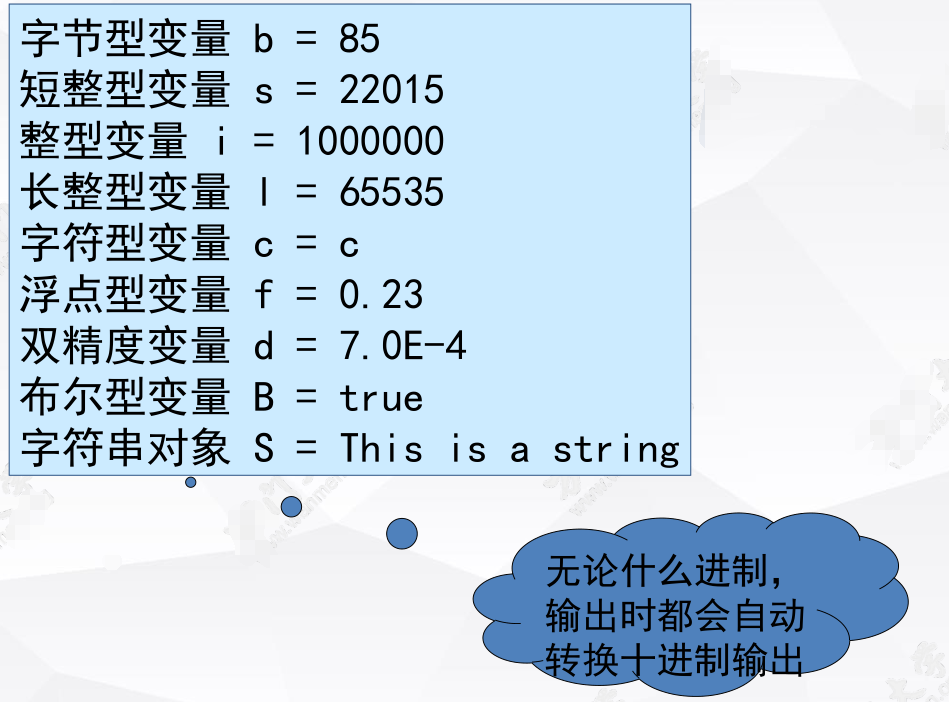 字节型变量 b = 85
短整型变量 s = 22015
整型变量 i = 1000000
长整型变量 l = 65535
字符型变量 c = c
浮点型变量 f = 0.23
双精度变量 d = 7.0E-4
布尔型变量 B = true
字符串对象 S = This is a string
无论什么进制，
输出时都会自动
转换十进制输出